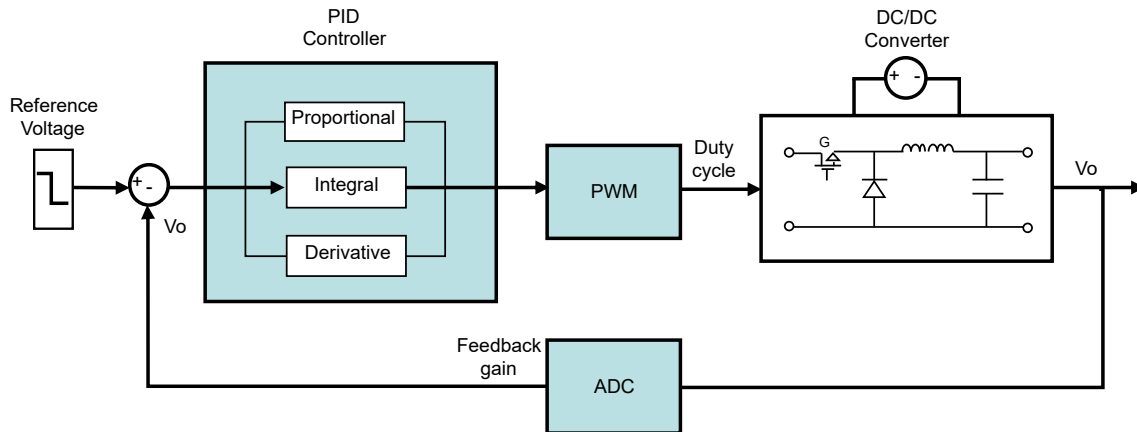 PID
Controller
DC/DC
Converter
+ -
Reference
Voltage
Proportional
G
Duty
cycle
Vo
+
-
Integral
PWM
Vo
Derivative
Feedback
gain
ADC